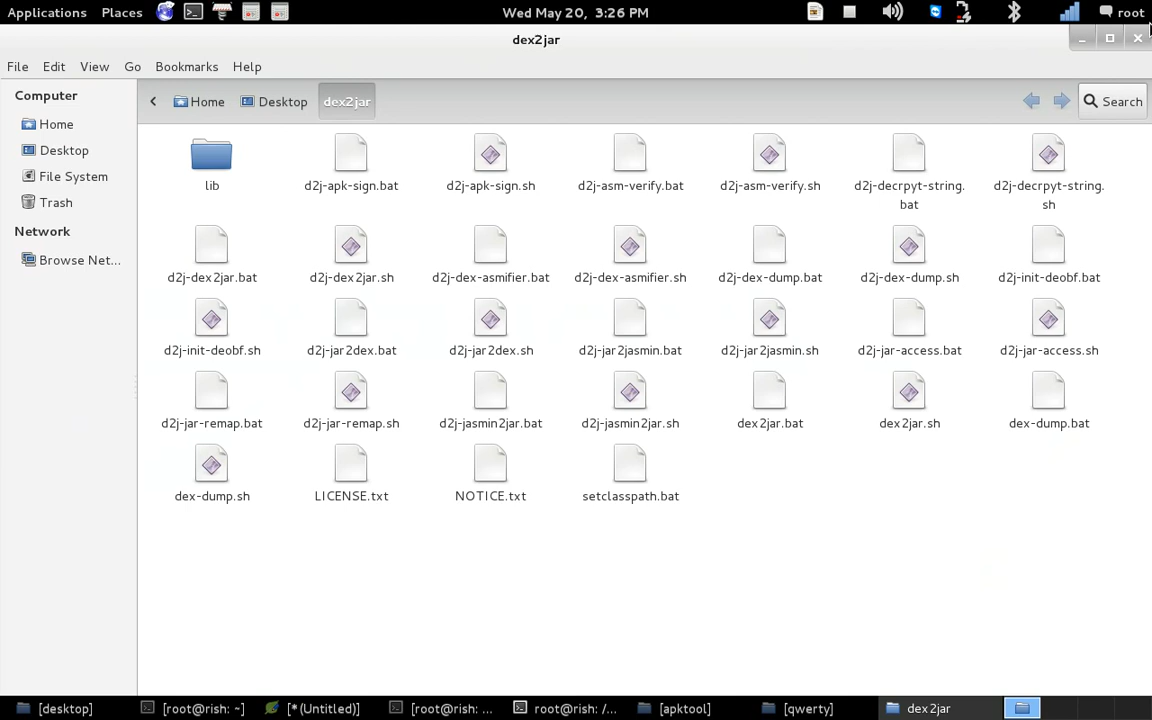 Applications Places Wed May 20, 3:26 PM root
dex2jar
File Edit View Go Bookmarks Help
Computer
Home
Desktop
File System
Trash
Network
Browse Net...
Home Desktop dex2jar Search
lib d2j-apk-sign.bat d2j-apk-sign.sh d2j-asm-verify.bat d2j-asm-verify.sh d2j-decrpyt-string.bat d2j-decrpyt-string.sh
d2j-dex2jar.bat d2j-dex2jar.sh d2j-dex-asmifier.bat d2j-dex-asmifier.sh d2j-dex-dump.bat d2j-dex-dump.sh d2j-init-deobf.bat
d2j-init-deobf.sh d2j-jar2dex.bat d2j-jar2dex.sh d2j-jar2jasmin.bat d2j-jar2jasmin.sh d2j-jar-access.bat d2j-jar-access.sh
d2j-jar-remap.bat d2j-jar-remap.sh d2j-jasmin2jar.bat d2j-jasmin2jar.sh dex2jar.bat dex2jar.sh dex-dump.bat
dex-dump.sh LICENSE.txt NOTICE.txt setclasspath.bat
[desktop] [root@rish: ~] [*(Untitled)] [root@rish: ... root@rish: /... [apktool] [qwerty] dex2jar